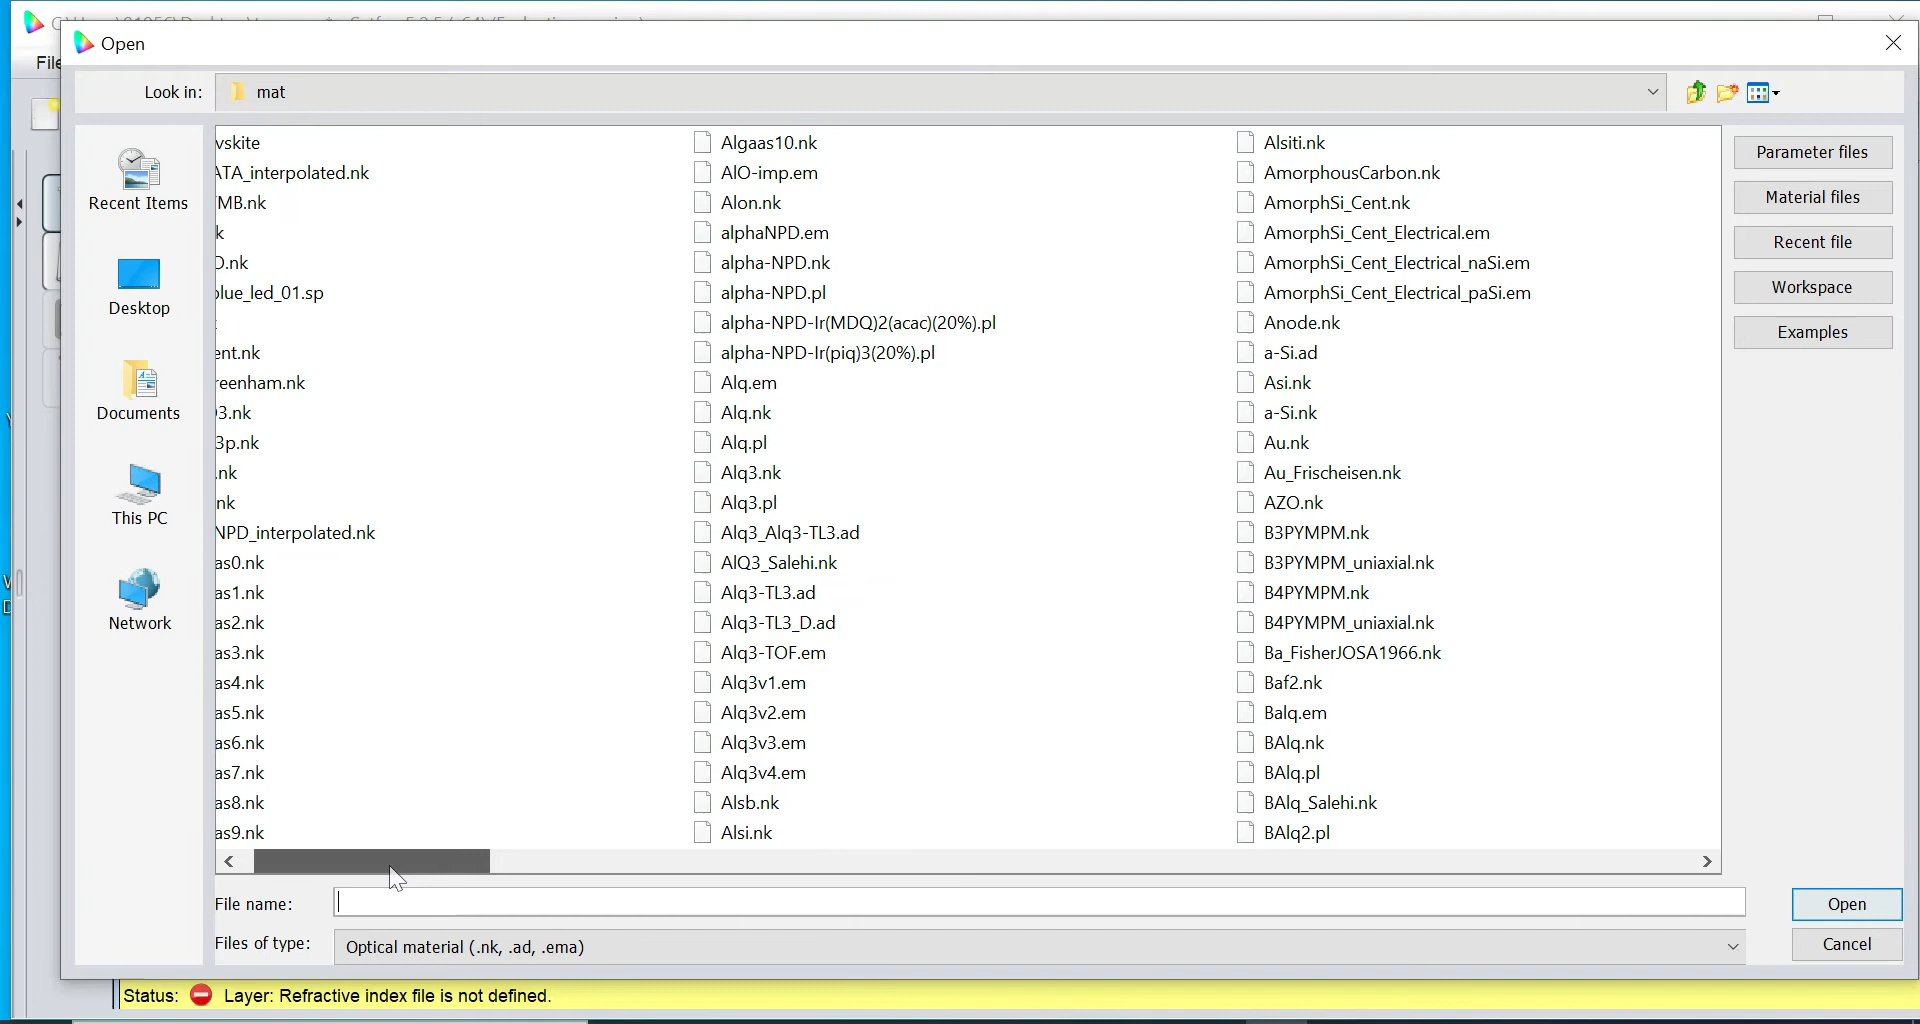 Open
File
Look in:
mat
vskite
ATA_interpolated.nk
MB.nk
k
O.nk
blue_led_01.sp
ent.nk
reenham.nk
3.nk
3p.nk
.nk
nk
NPD_interpolated.nk
as0.nk
as1.nk
as2.nk
as3.nk
as4.nk
as5.nk
as6.nk
as7.nk
as8.nk
as9.nk
Algaas10.nk
AlO-imp.em
Alon.nk
alphaNPD.em
alpha-NPD.nk
alpha-NPD.pl
alpha-NPD-Ir(MDQ)2(acac)(20%).pl
alpha-NPD-Ir(piq)3(20%).pl
Alq.em
Alq.nk
Alq.pl
Alq3.nk
Alq3.pl
Alq3_Alq3-TL3.ad
AlQ3_Salehi.nk
Alq3-TL3.ad
Alq3-TL3_D.ad
Alq3-TOF.em
Alq3v1.em
Alq3v2.em
Alq3v3.em
Alq3v4.em
Alsb.nk
Alsi.nk
Alsiti.nk
AmorphousCarbon.nk
AmorphSi_Cent.nk
AmorphSi_Cent_Electrical.em
AmorphSi_Cent_Electrical_naSi.em
AmorphSi_Cent_Electrical_paSi.em
Anode.nk
a-Si.ad
Asi.nk
a-Si.nk
Au.nk
Au_Frischeisen.nk
AZO.nk
B3PYMPM.nk
B3PYMPM_uniaxial.nk
B4PYMPM.nk
B4PYMPM_uniaxial.nk
Ba_FisherJOSA1966.nk
Baf2.nk
Balq.em
BAlq.nk
BAlq.pl
BAlq_Salehi.nk
BAlq2.pl
Recent Items
Desktop
Documents
This PC
Network
Parameter files
Material files
Recent file
Workspace
Examples
File name:
Open
Files of type:
Optical material (.nk, .ad, .ema)
Cancel
Status:
Layer: Refractive index file is not defined.